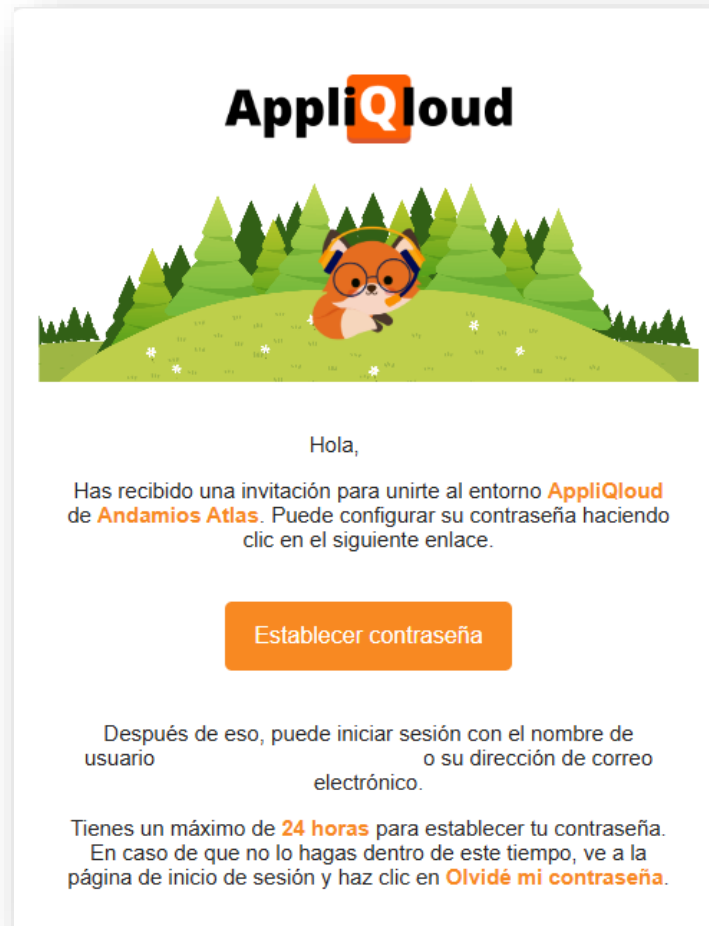 AppliQloud
Hola,
Has recibido una invitación para unirte al entorno AppliQloud
de Andamios Atlas. Puede configurar su contraseña haciendo
clic en el siguiente enlace.
Establecer contraseña
Después de eso, puede iniciar sesión con el nombre de
usuario o su dirección de correo
electrónico.
Tienes un máximo de 24 horas para establecer tu contraseña.
En caso de que no lo hagas dentro de este tiempo, ve a la
página de inicio de sesión y haz clic en Olvidé mi contraseña.